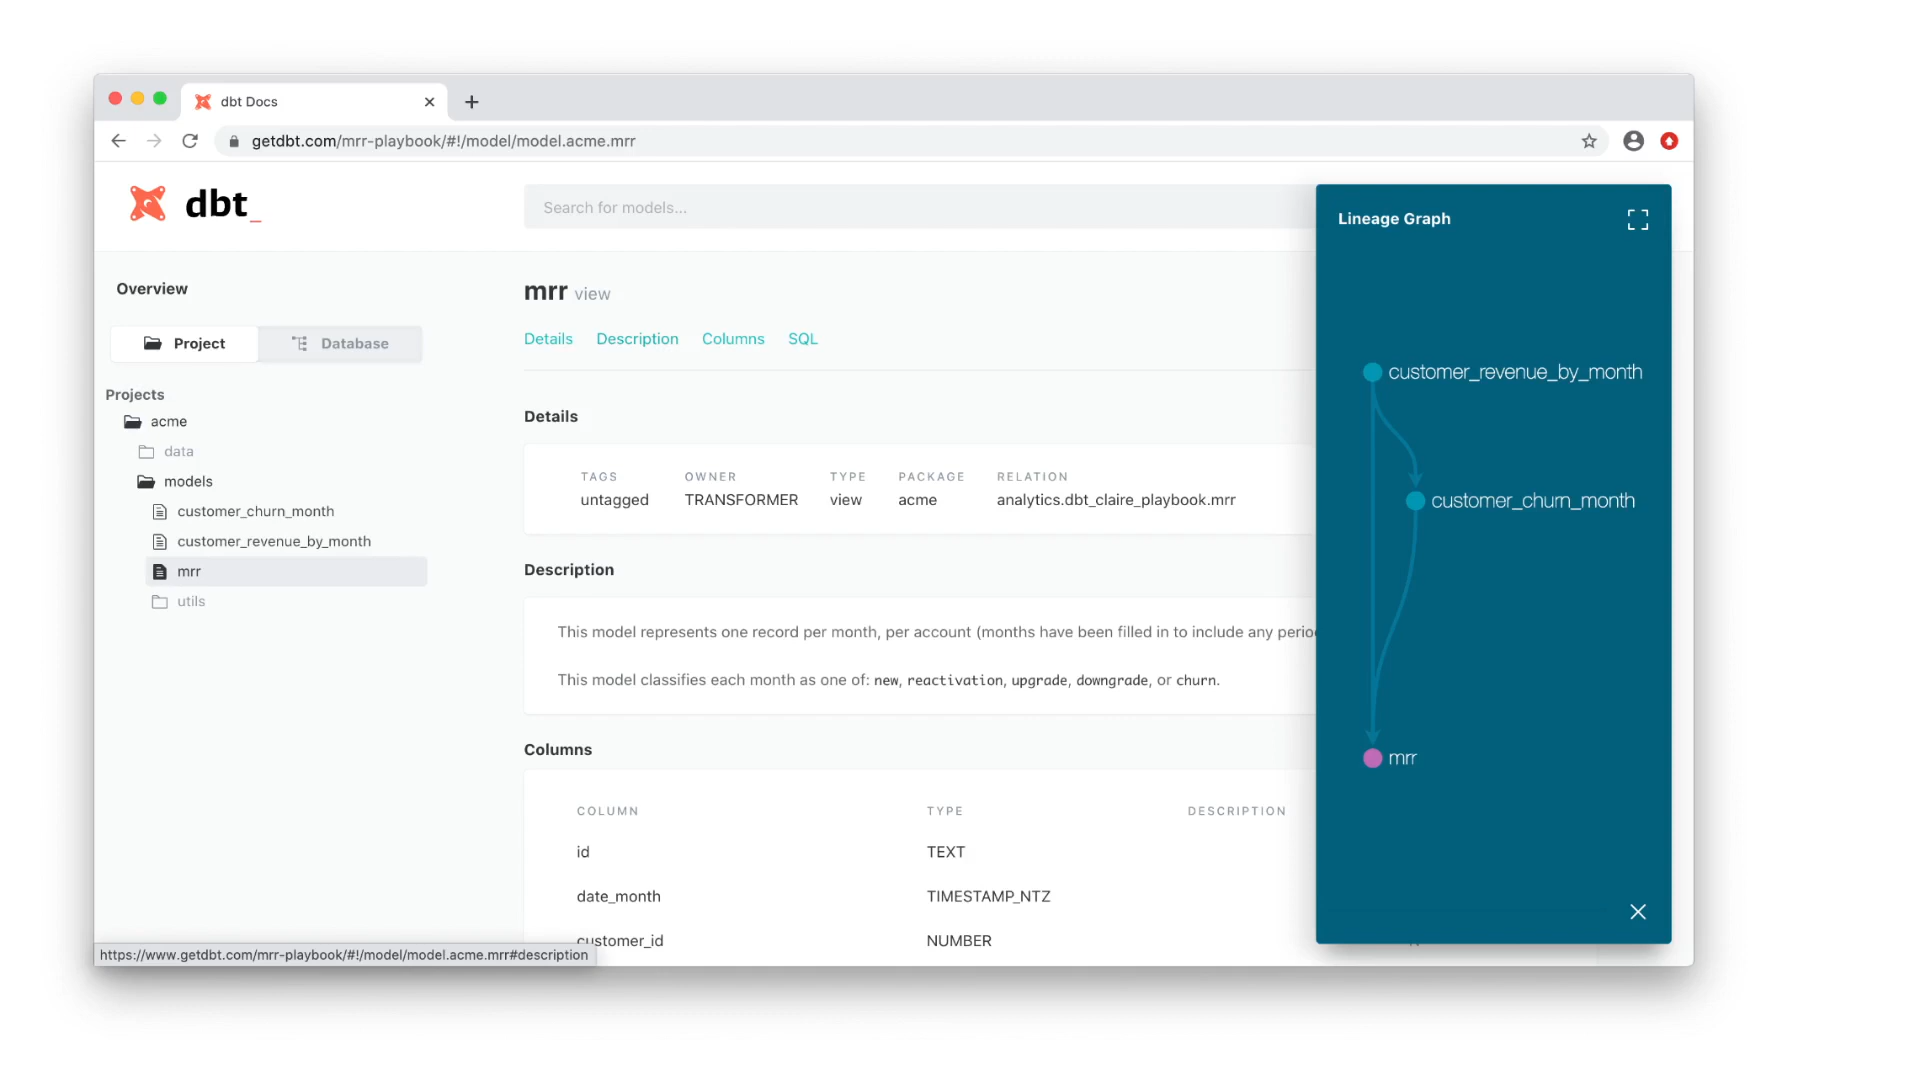 dbt Docs
getdbt.com/mrr-playbook/#!/model/model.acme.mrr
dbt_
Search for models...
Overview
Project Database
Projects
acme
data
models
customer_churn_month
customer_revenue_by_month
mrr
utils
mrr view
Details Description Columns SQL
Details
TAGS OWNER TYPE PACKAGE RELATION
untagged TRANSFORMER view acme analytics.dbt_claire_playbook.mrr
Description
This model represents one record per month, per account (months have been filled in to include any
This model classifies each month as one of: new, reactivation, upgrade, downgrade, or churn.
Columns
COLUMN TYPE DESCRIPTION
id TEXT
date_month TIMESTAMP_NTZ
customer_id NUMBER
Lineage Graph
customer_revenue_by_month
customer_churn_month
mrr
https://www.getdbt.com/mrr-playbook/#!/model/model.acme.mrr#description